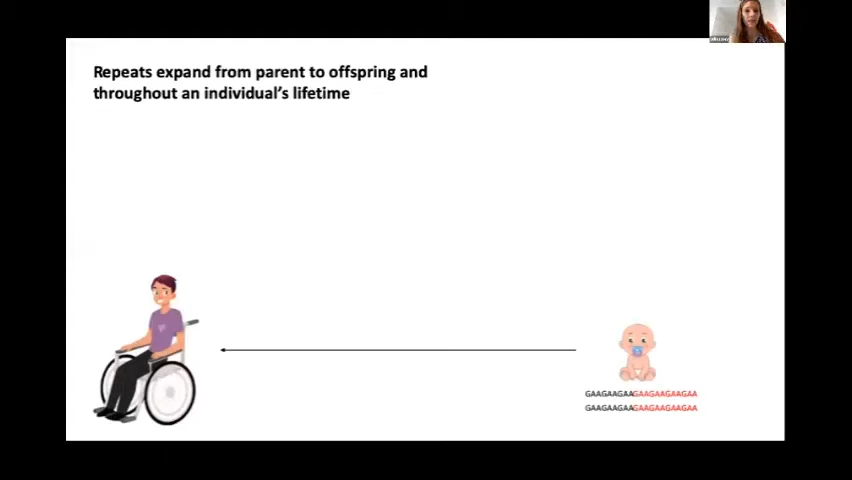 Repeats expand from parent to offspring and
throughout an individual's lifetime
GAAGAAGAAGAAGAAGAAGAA
GAAGAAGAAGAAGAAGAAGAA